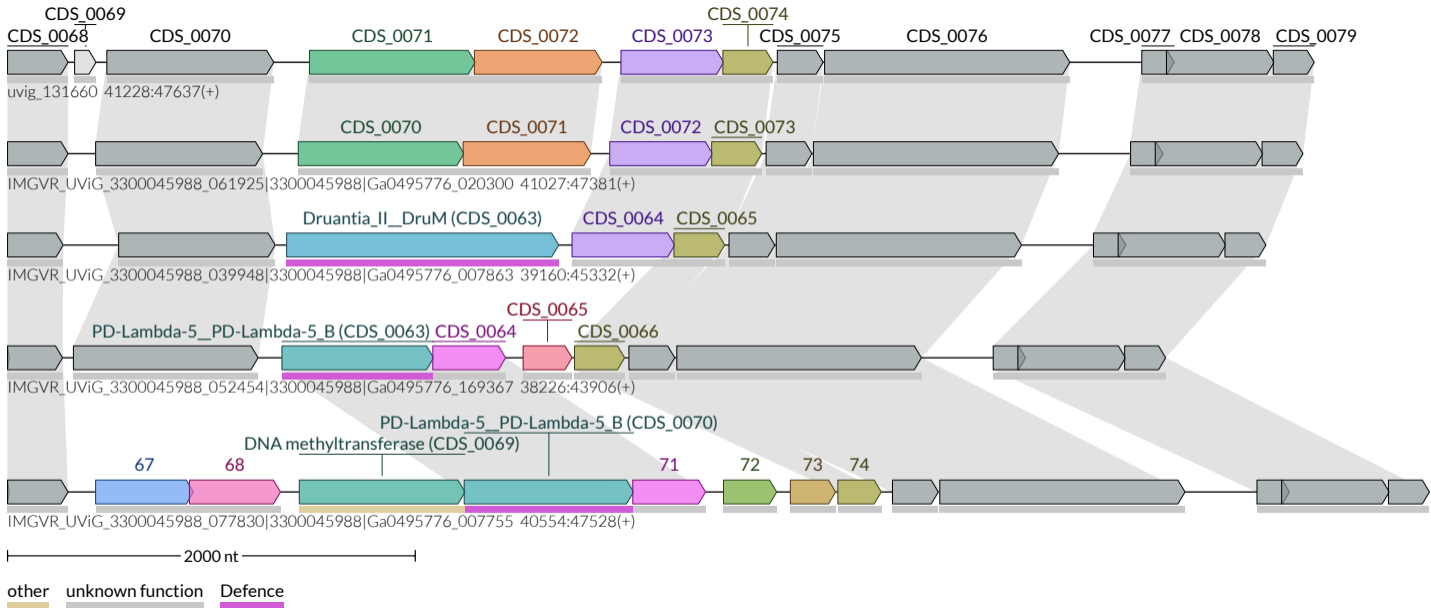 CDS_0069 CDS_0074
CDS_0068 CDS_0070 CDS_0071 CDS_0072 CDS_0073 CDS_0075 CDS_0076 CDS_0077 CDS_0078 CDS_0079
uvig_131660 41228:47637(+)
CDS_0070 CDS_0071 CDS_0072 CDS_0073
IMGVR_UViG_3300045988_061925|3300045988|Ga0495776_020300 41027:47381(+)
Druantia_II__DruM (CDS_0063) CDS_0064 CDS_0065
IMGVR_UViG_3300045988_039948|3300045988|Ga0495776_007863 39160:45332(+)
CDS_0065
PD-Lambda-5__PD-Lambda-5_B (CDS_0063) CDS_0064 CDS_0066
IMGVR_UViG_3300045988_052454|3300045988|Ga0495776_169367 38226:43906(+)
PD-Lambda-5__PD-Lambda-5_B (CDS_0070)
DNA methyltransferase (CDS_0069)
67 68 71 72 73 74
IMGVR_UViG_3300045988_077830|3300045988|Ga0495776_007755 40554:47528(+)
2000 nt
other unknown function Defence